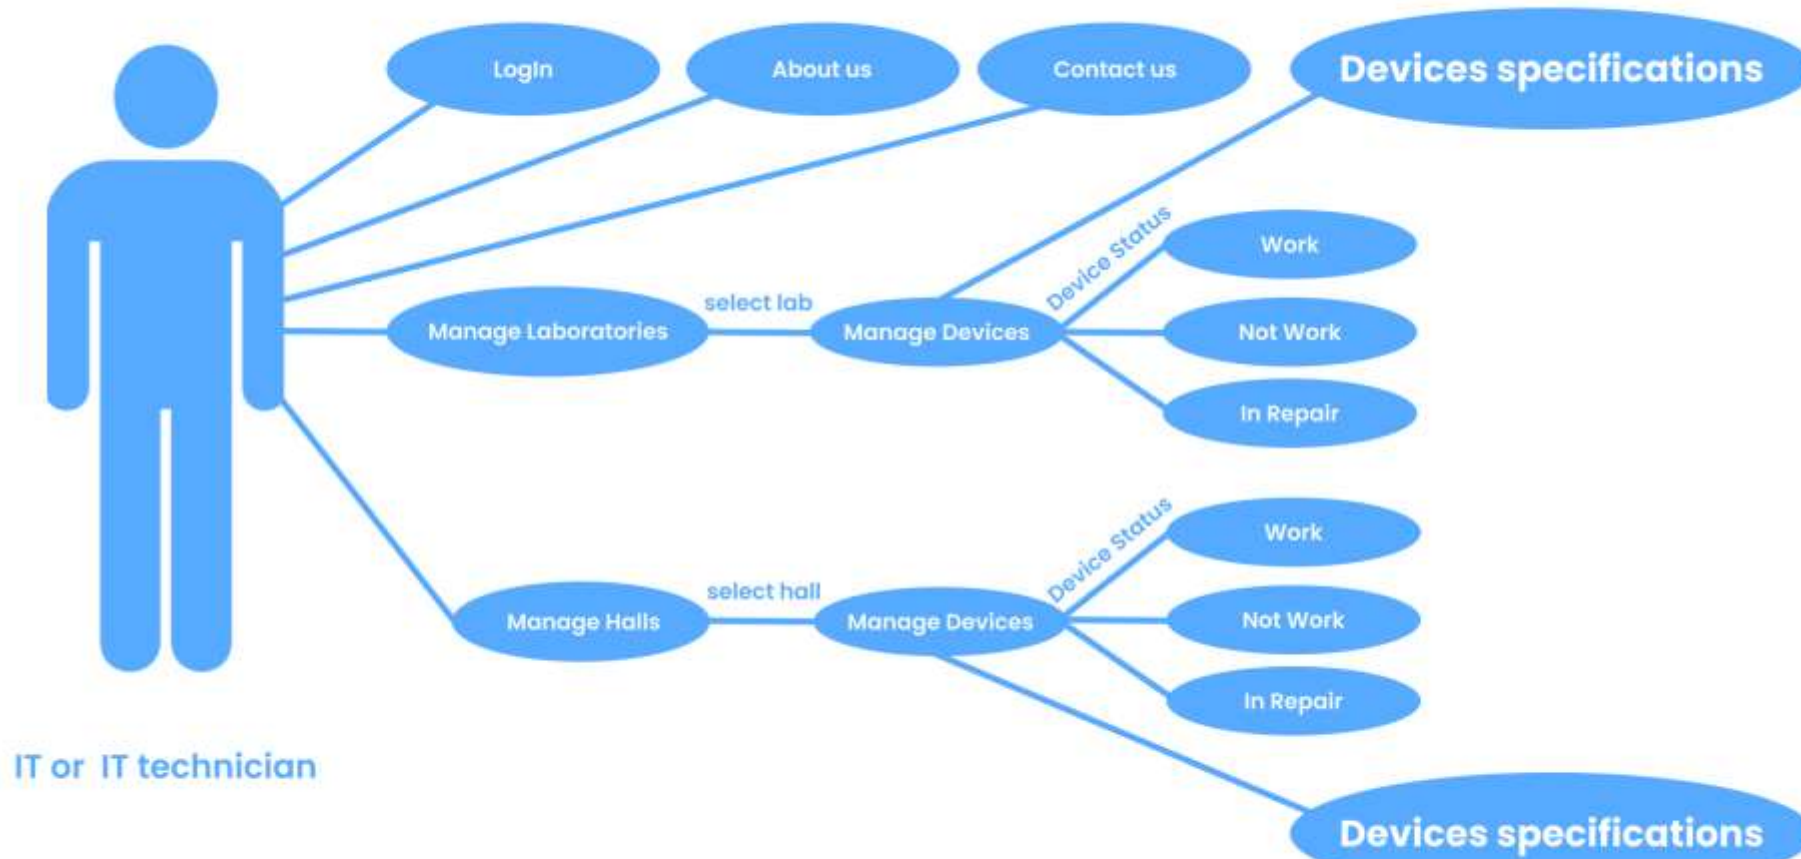 LogIn
About us
Contact us
Devices specifications
Device Status
Work
select lab
Manage Laboratories
Manage Devices
Not Work
In Repair
Device Status
Work
select hall
Manage Halls
Manage Devices
Not Work
In Repair
IT or IT technician
Devices specifications